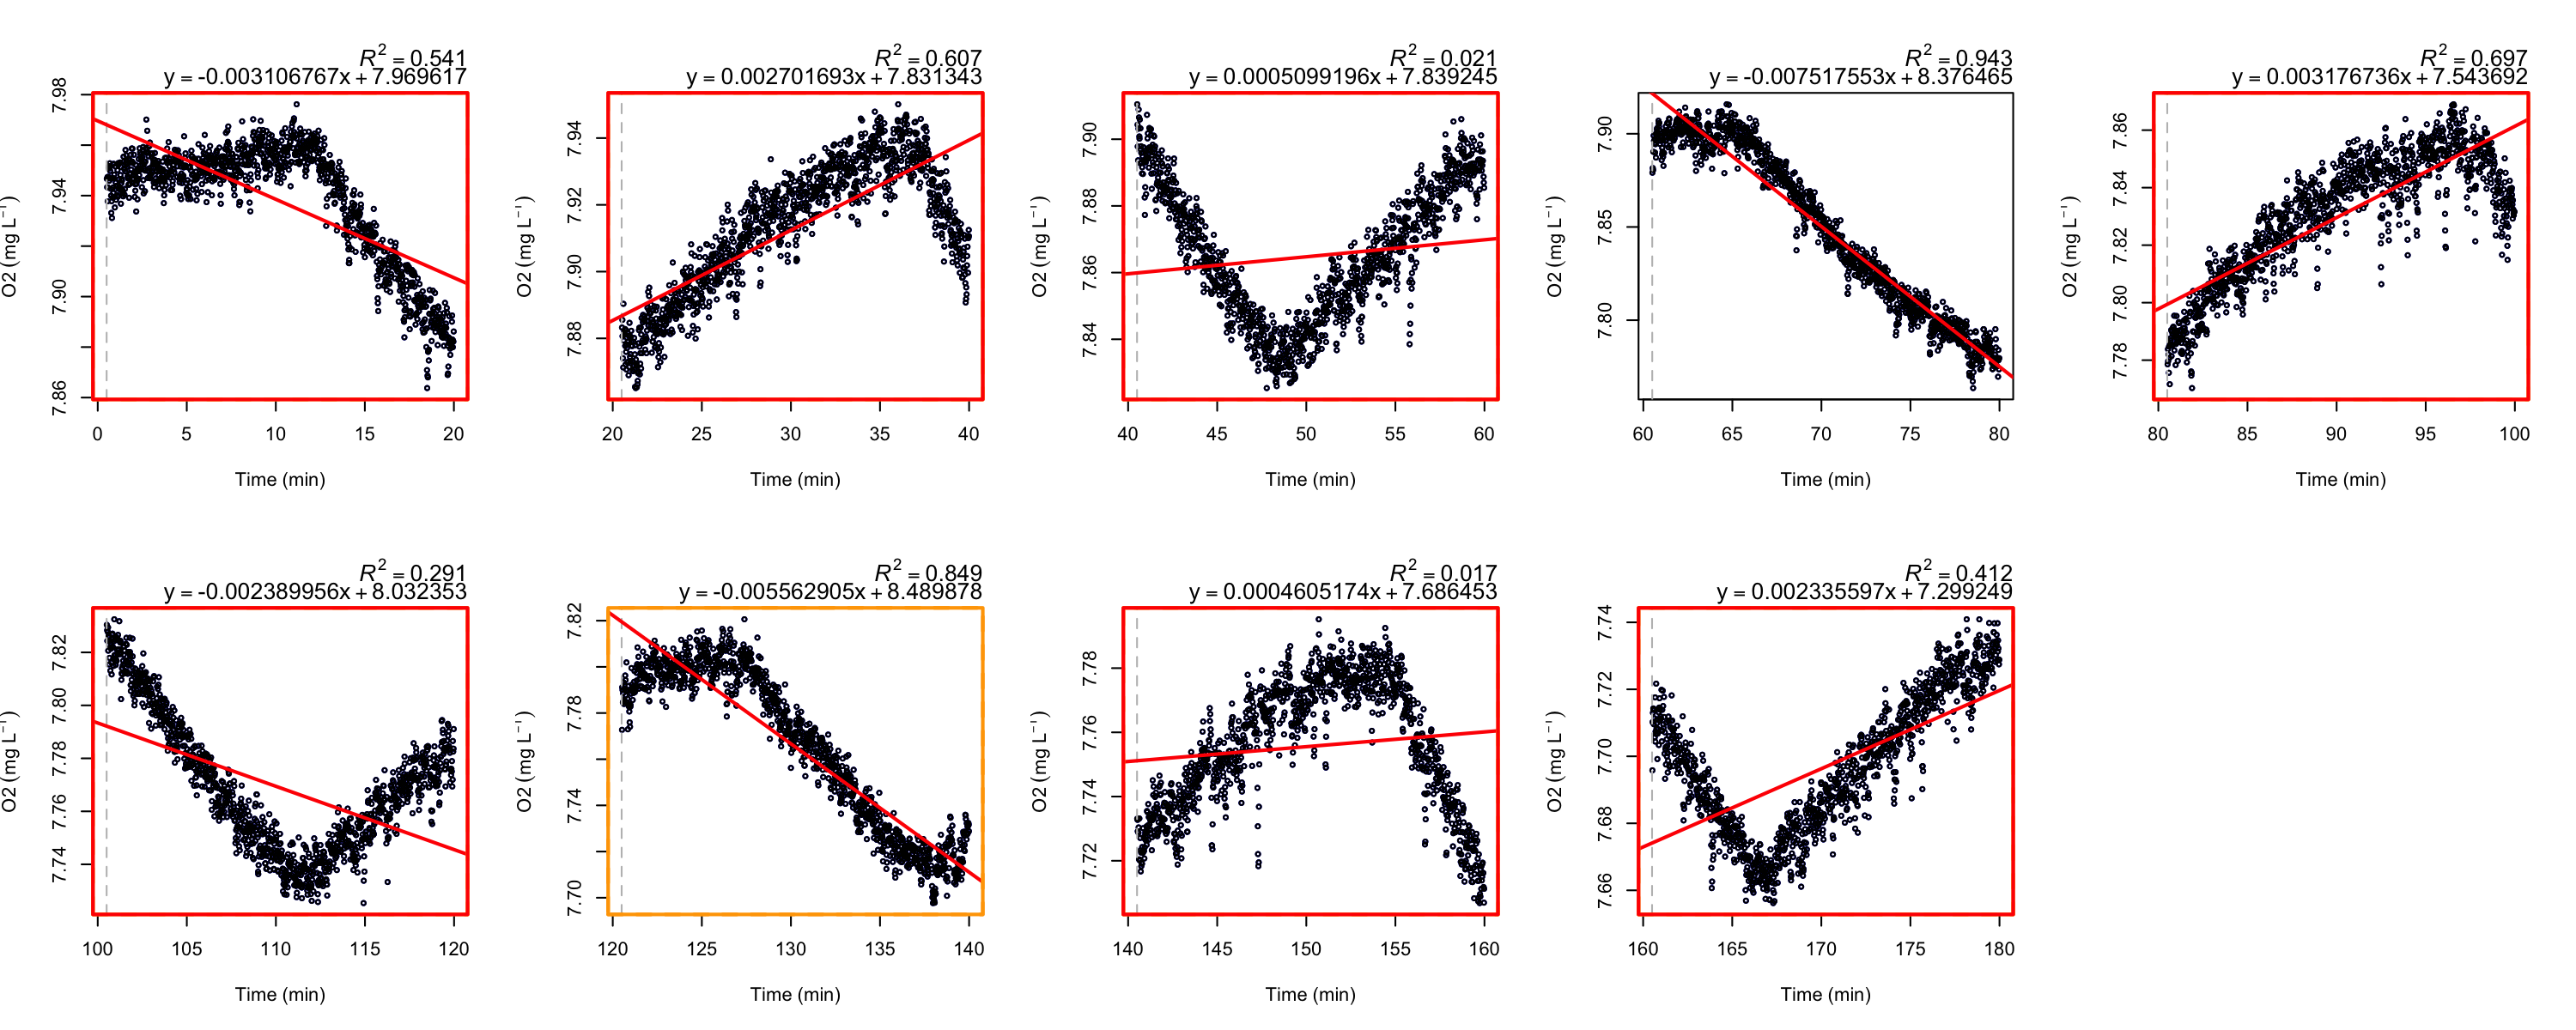 R² = 0.541
y = -0.003106767x + 7.969617
O2 (mg L⁻¹)
7.98
7.94
7.90
7.86
0 5 10 15 20
Time (min)
R² = 0.607
y = 0.002701693x + 7.831343
O2 (mg L⁻¹)
7.94
7.92
7.90
7.88
20 25 30 35 40
Time (min)
R² = 0.021
y = 0.0005099196x + 7.839245
O2 (mg L⁻¹)
7.90
7.88
7.86
7.84
40 45 50 55 60
Time (min)
R² = 0.943
y = -0.007517553x + 8.376465
O2 (mg L⁻¹)
7.90
7.85
7.80
60 65 70 75 80
Time (min)
R² = 0.697
y = 0.003176736x + 7.543692
O2 (mg L⁻¹)
7.86
7.84
7.82
7.80
7.78
80 85 90 95 100
Time (min)
R² = 0.291
y = -0.002389956x + 8.032353
O2 (mg L⁻¹)
7.82
7.80
7.78
7.76
7.74
100 105 110 115 120
Time (min)
R² = 0.849
y = -0.005562905x + 8.489878
O2 (mg L⁻¹)
7.82
7.78
7.74
7.70
120 125 130 135 140
Time (min)
R² = 0.017
y = 0.0004605174x + 7.686453
O2 (mg L⁻¹)
7.78
7.76
7.74
7.72
140 145 150 155 160
Time (min)
R² = 0.412
y = 0.002335597x + 7.299249
O2 (mg L⁻¹)
7.74
7.72
7.70
7.68
7.66
160 165 170 175 180
Time (min)